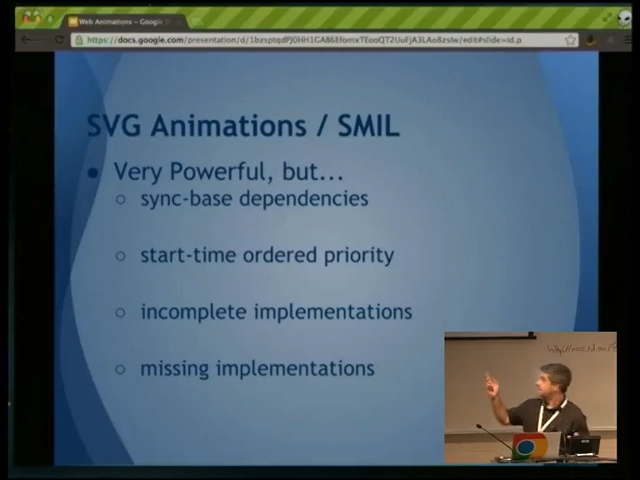 Web Animations - Google D
SVG Animations / SMIL
Very Powerful, but...
sync-base dependencies
start-time ordered priority
incomplete implementations
missing implementations